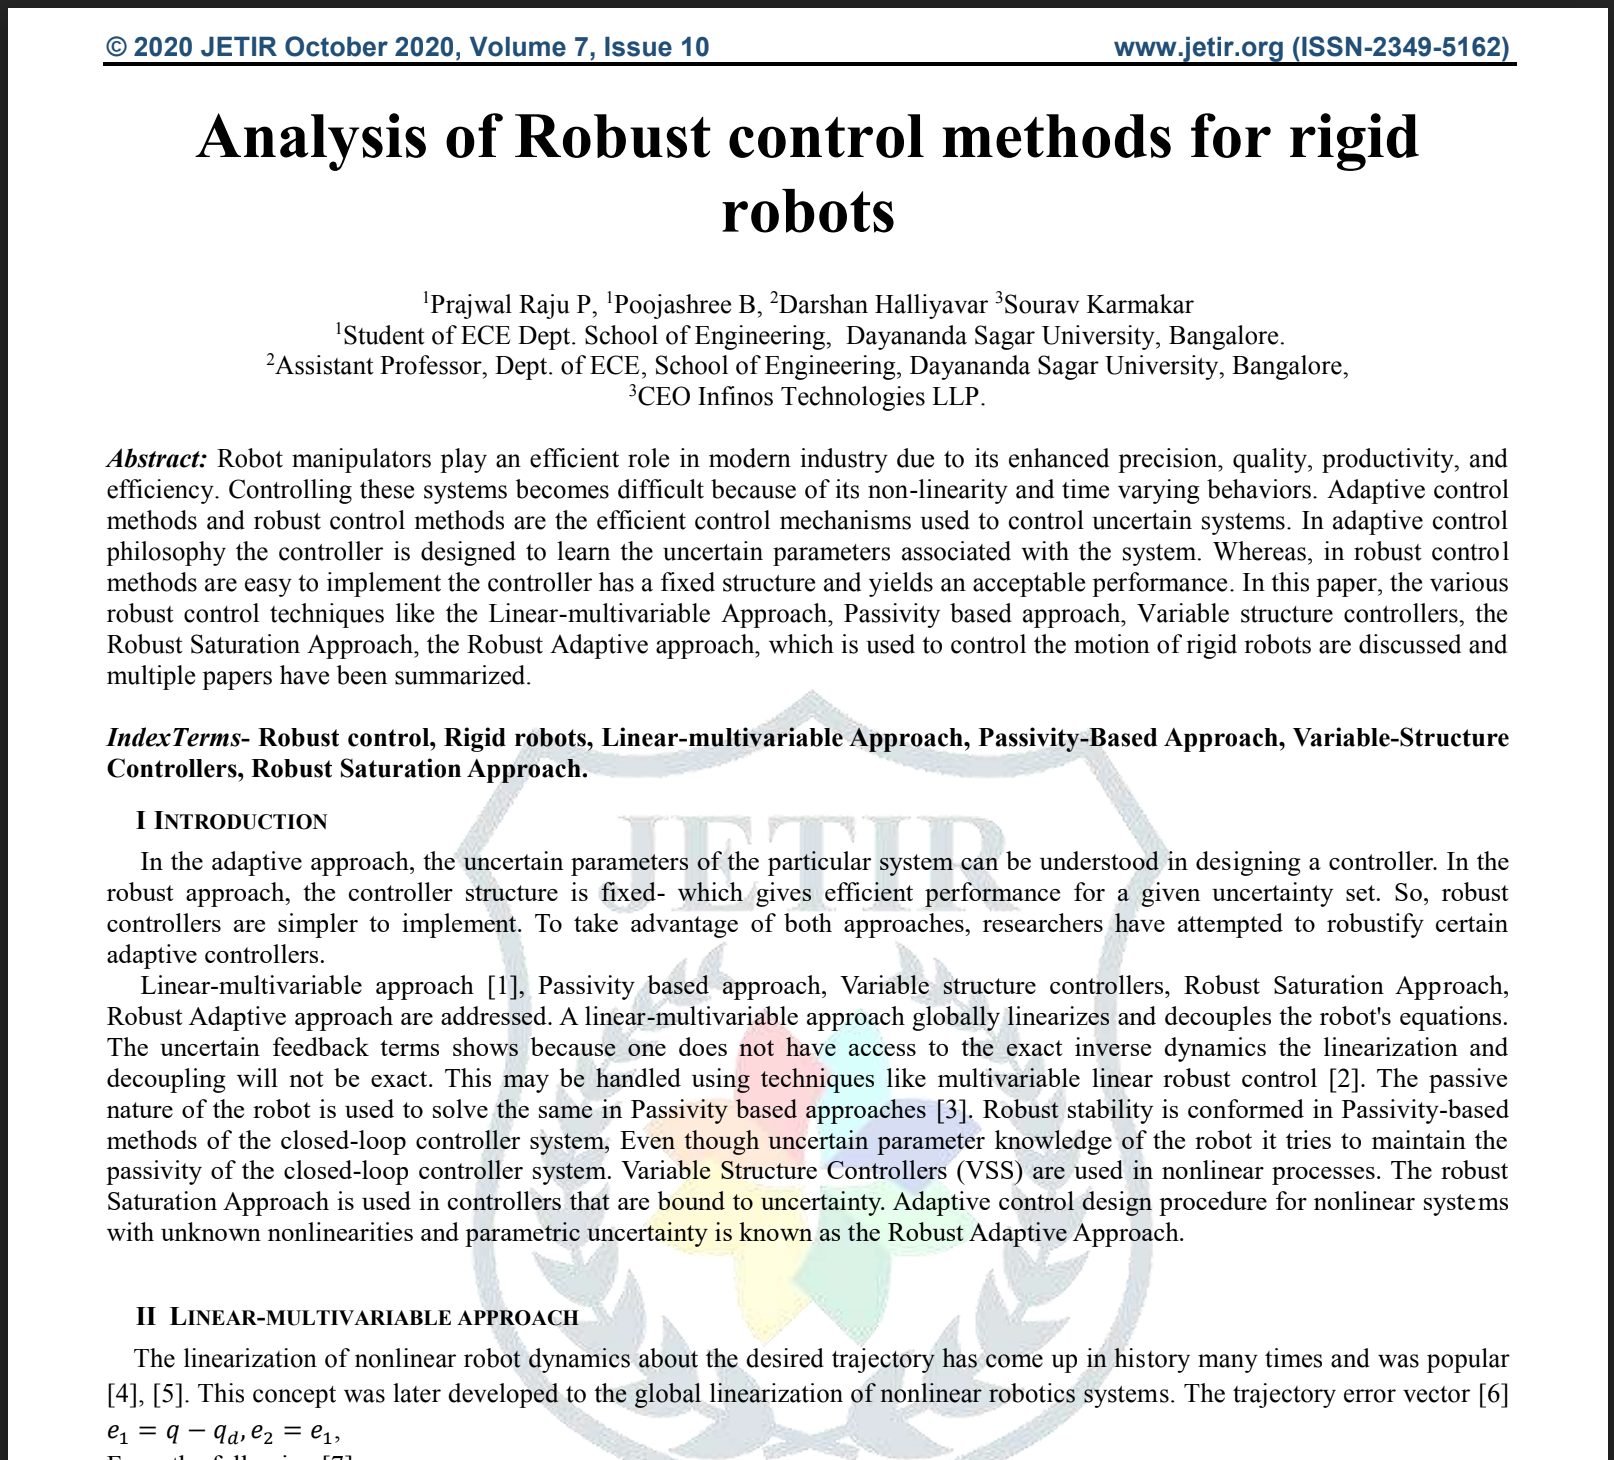 © 2020 JETIR October 2020, Volume 7, Issue 10 www.jetir.org (ISSN-2349-5162)
Analysis of Robust control methods for rigid
robots
¹Prajwal Raju P, ¹Poojashree B, ²Darshan Halliyavar ³Sourav Karmakar
¹Student of ECE Dept. School of Engineering, Dayananda Sagar University, Bangalore.
²Assistant Professor, Dept. of ECE, School of Engineering, Dayananda Sagar University, Bangalore,
³CEO Infinos Technologies LLP.
Abstract: Robot manipulators play an efficient role in modern industry due to its enhanced precision, quality, productivity, and
efficiency. Controlling these systems becomes difficult because of its non-linearity and time varying behaviors. Adaptive control
methods and robust control methods are the efficient control mechanisms used to control uncertain systems. In adaptive control
philosophy the controller is designed to learn the uncertain parameters associated with the system. Whereas, in robust control
methods are easy to implement the controller has a fixed structure and yields an acceptable performance. In this paper, the various
robust control techniques like the Linear-multivariable Approach, Passivity based approach, Variable structure controllers, the
Robust Saturation Approach, the Robust Adaptive approach, which is used to control the motion of rigid robots are discussed and
multiple papers have been summarized.
IndexTerms- Robust control, Rigid robots, Linear-multivariable Approach, Passivity-Based Approach, Variable-Structure
Controllers, Robust Saturation Approach.
I INTRODUCTION
JETIR
In the adaptive approach, the uncertain parameters of the particular system can be understood in designing a controller. In the
robust approach, the controller structure is fixed- which gives efficient performance for a given uncertainty set. So, robust
controllers are simpler to implement. To take advantage of both approaches, researchers have attempted to robustify certain
adaptive controllers.
Linear-multivariable approach [1], Passivity based approach, Variable structure controllers, Robust Saturation Approach,
Robust Adaptive approach are addressed. A linear-multivariable approach globally linearizes and decouples the robot's equations.
The uncertain feedback terms shows because one does not have access to the exact inverse dynamics the linearization and
decoupling will not be exact. This may be handled using techniques like multivariable linear robust control [2]. The passive
nature of the robot is used to solve the same in Passivity based approaches [3]. Robust stability is conformed in Passivity-based
methods of the closed-loop controller system, Even though uncertain parameter knowledge of the robot it tries to maintain the
passivity of the closed-loop controller system. Variable Structure Controllers (VSS) are used in nonlinear processes. The robust
Saturation Approach is used in controllers that are bound to uncertainty. Adaptive control design procedure for nonlinear systems
with unknown nonlinearities and parametric uncertainty is known as the Robust Adaptive Approach.
II LINEAR-MULTIVARIABLE APPROACH
The linearization of nonlinear robot dynamics about the desired trajectory has come up in history many times and was popular
[4], [5]. This concept was later developed to the global linearization of nonlinear robotics systems. The trajectory error vector [6]
e₁ = q − q_d, e₂ = e₁,